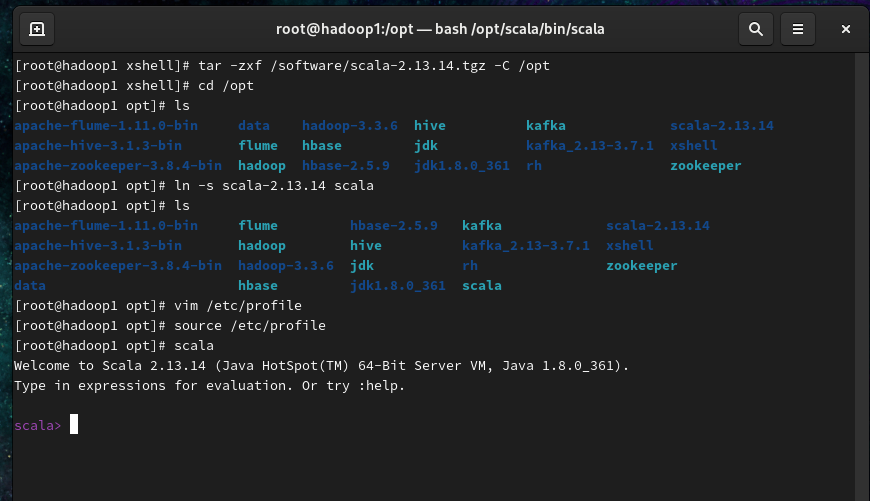 root@hadoop1:/opt — bash /opt/scala/bin/scala
[root@hadoop1 xshell]# tar -zxf /software/scala-2.13.14.tgz -C /opt
[root@hadoop1 xshell]# cd /opt
[root@hadoop1 opt]# ls
apache-flume-1.11.0-bin     data    hadoop-3.3.6  hive          kafka             scala-2.13.14
apache-hive-3.1.3-bin       flume   hbase         jdk           kafka_2.13-3.7.1  xshell
apache-zookeeper-3.8.4-bin  hadoop  hbase-2.5.9   jdk1.8.0_361  rh                zookeeper
[root@hadoop1 opt]# ln -s scala-2.13.14 scala
[root@hadoop1 opt]# ls
apache-flume-1.11.0-bin     flume         hbase-2.5.9   kafka             scala-2.13.14
apache-hive-3.1.3-bin       hadoop        hive          kafka_2.13-3.7.1  xshell
apache-zookeeper-3.8.4-bin  hadoop-3.3.6  jdk           rh                zookeeper
data                        hbase         jdk1.8.0_361  scala
[root@hadoop1 opt]# vim /etc/profile
[root@hadoop1 opt]# source /etc/profile
[root@hadoop1 opt]# scala
Welcome to Scala 2.13.14 (Java HotSpot(TM) 64-Bit Server VM, Java 1.8.0_361).
Type in expressions for evaluation. Or try :help.
scala>